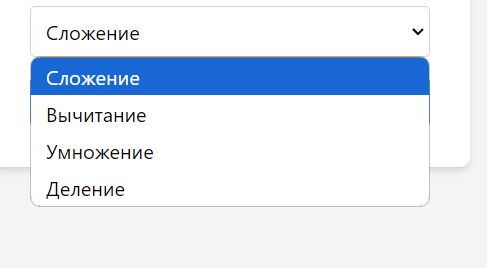 Сложение
Сложение
Вычитание
Умножение
Деление